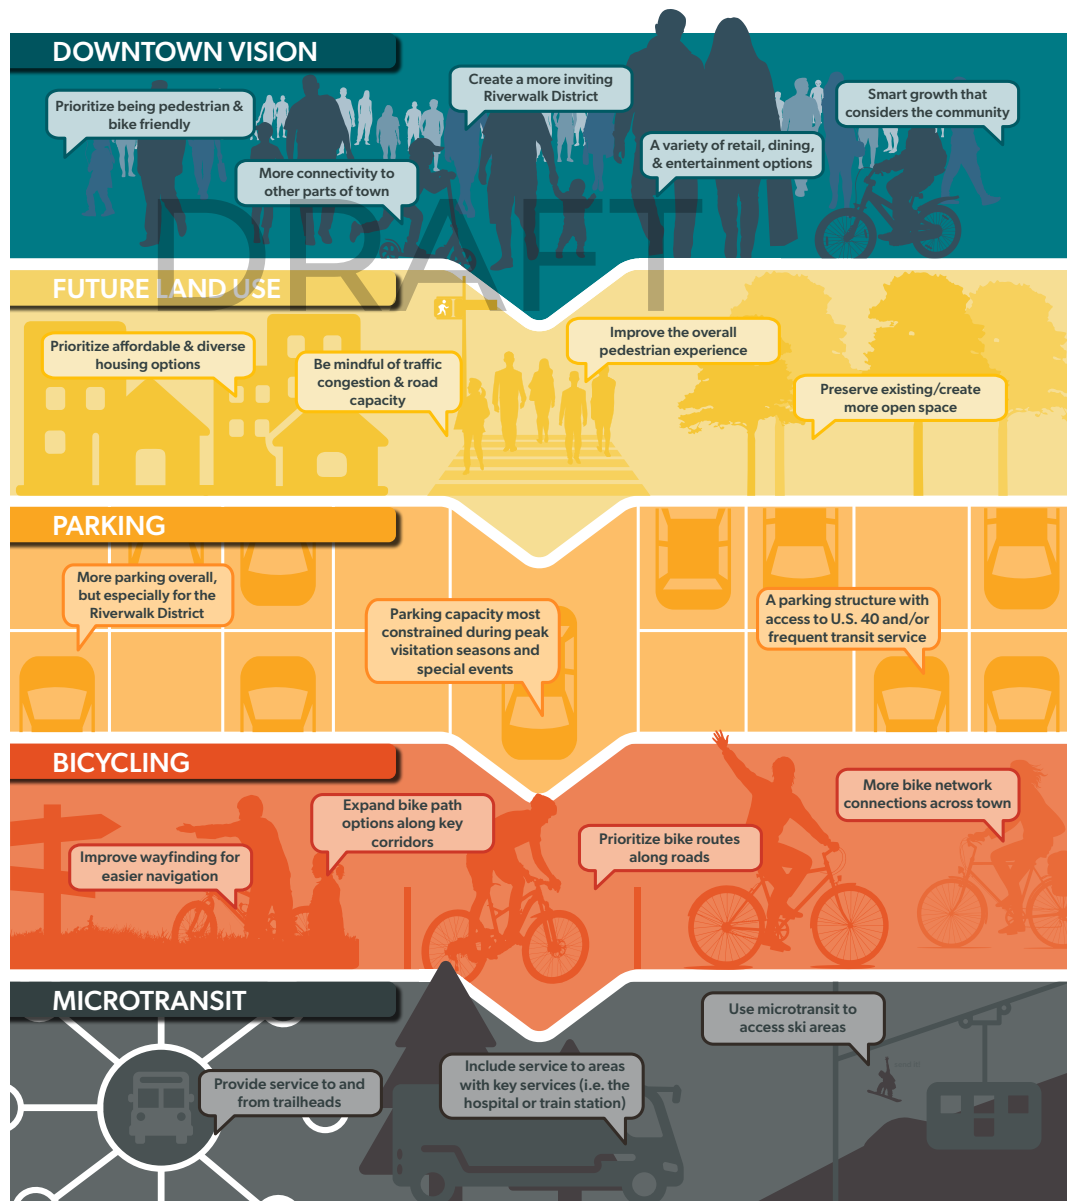 DOWNTOWN VISION
Prioritize being pedestrian &
bike friendly
More connectivity to
other parts of town
Create a more inviting
Riverwalk District
A variety of retail, dining,
& entertainment options
Smart growth that
considers the community
DRAFT
FUTURE LAND USE
Prioritize affordable & diverse
housing options
Be mindful of traffic
congestion & road
capacity
Improve the overall
pedestrian experience
Preserve existing/create
more open space
PARKING
More parking overall,
but especially for the
Riverwalk District
Parking capacity most
constrained during peak
visitation seasons and
special events
A parking structure with
access to U.S. 40 and/or
frequent transit service
BICYCLING
Improve wayfinding for
easier navigation
Expand bike path
options along key
corridors
Prioritize bike routes
along roads
More bike network
connections across town
MICROTRANSIT
Provide service to and
from trailheads
Include service to areas
with key services (i.e. the
hospital or train station)
Use microtransit to
access ski areas